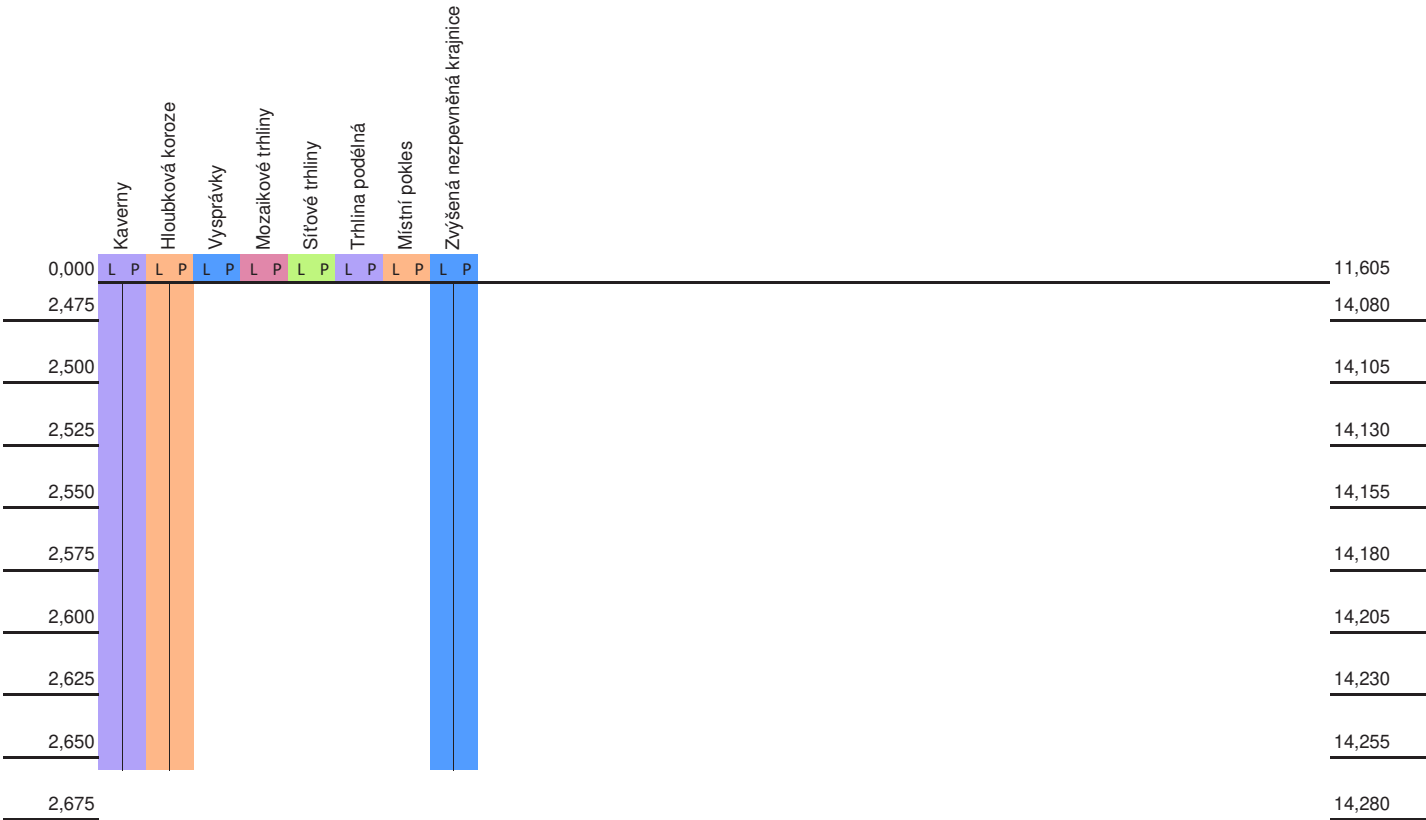 Kaverny
Hloubková koroze
Vysprávky
Mozaikové trhliny
Síťové trhliny
Trhlina podélná
Místní pokles
Zvýšená nezpevněná krajnice
0,000 L P L P L P L P L P L P L P L P 11,605
2,475 14,080
2,500 14,105
2,525 14,130
2,550 14,155
2,575 14,180
2,600 14,205
2,625 14,230
2,650 14,255
2,675 14,280